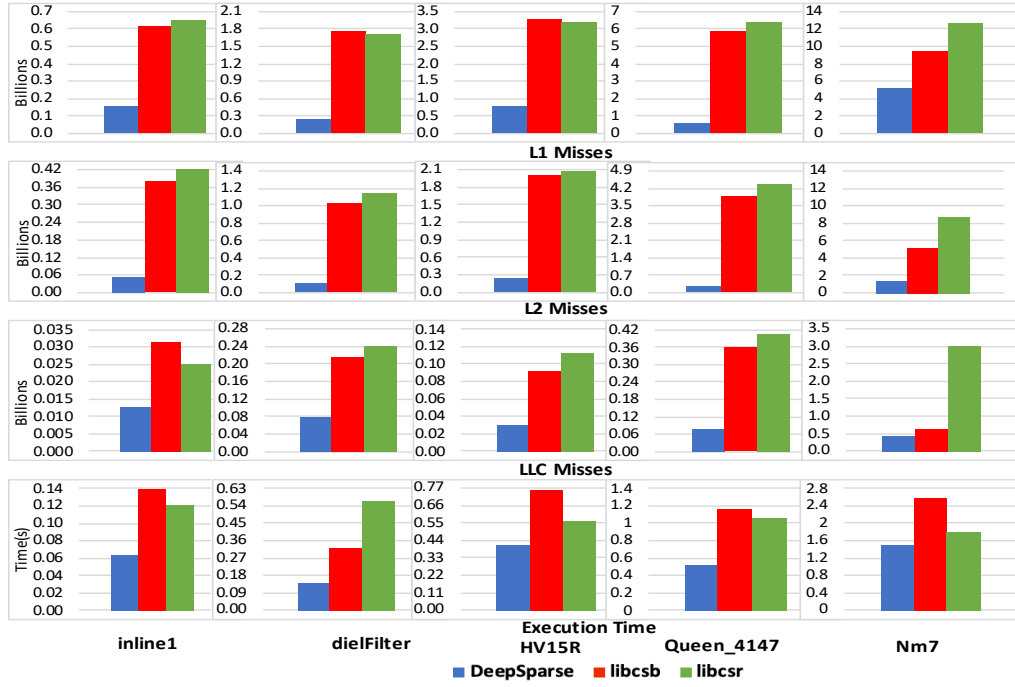 0.7 2.1 3.5 7 14
0.6 1.8 3.0 6 12
0.5 1.5 2.5 5 10
0.4 1.2 2.0 4 8
0.3 0.9 1.5 3 6
0.2 0.6 1.0 2 4
0.1 0.3 0.5 1 2
0.0 0.0 0.0 0 0
Billions
L1 Misses
0.42 1.4 2.1 4.9 14
0.36 1.2 1.8 4.2 12
0.30 1.0 1.5 3.5 10
0.24 0.8 1.2 2.8 8
0.18 0.6 0.9 2.1 6
0.12 0.4 0.6 1.4 4
0.06 0.2 0.3 0.7 2
0.00 0.0 0.0 0.0 0
Billions
L2 Misses
0.035 0.28 0.14 0.42 3.5
0.030 0.24 0.12 0.36 3.0
0.025 0.20 0.10 0.30 2.5
0.020 0.16 0.08 0.24 2.0
0.015 0.12 0.06 0.18 1.5
0.010 0.08 0.04 0.12 1.0
0.005 0.04 0.02 0.06 0.5
0.000 0.00 0.00 0.00 0.0
Billions
LLC Misses
0.14 0.63 0.77 1.4 2.8
0.12 0.54 0.66 1.2 2.4
0.10 0.45 0.55 1 2
0.08 0.36 0.44 0.8 1.6
0.06 0.27 0.33 0.6 1.2
0.04 0.18 0.22 0.4 0.8
0.02 0.09 0.11 0.2 0.4
0.00 0.00 0.00 0 0
Time(s)
Execution Time
inline1 dielFilter HV15R Queen_4147 Nm7
DeepSparse libcsb libcsr